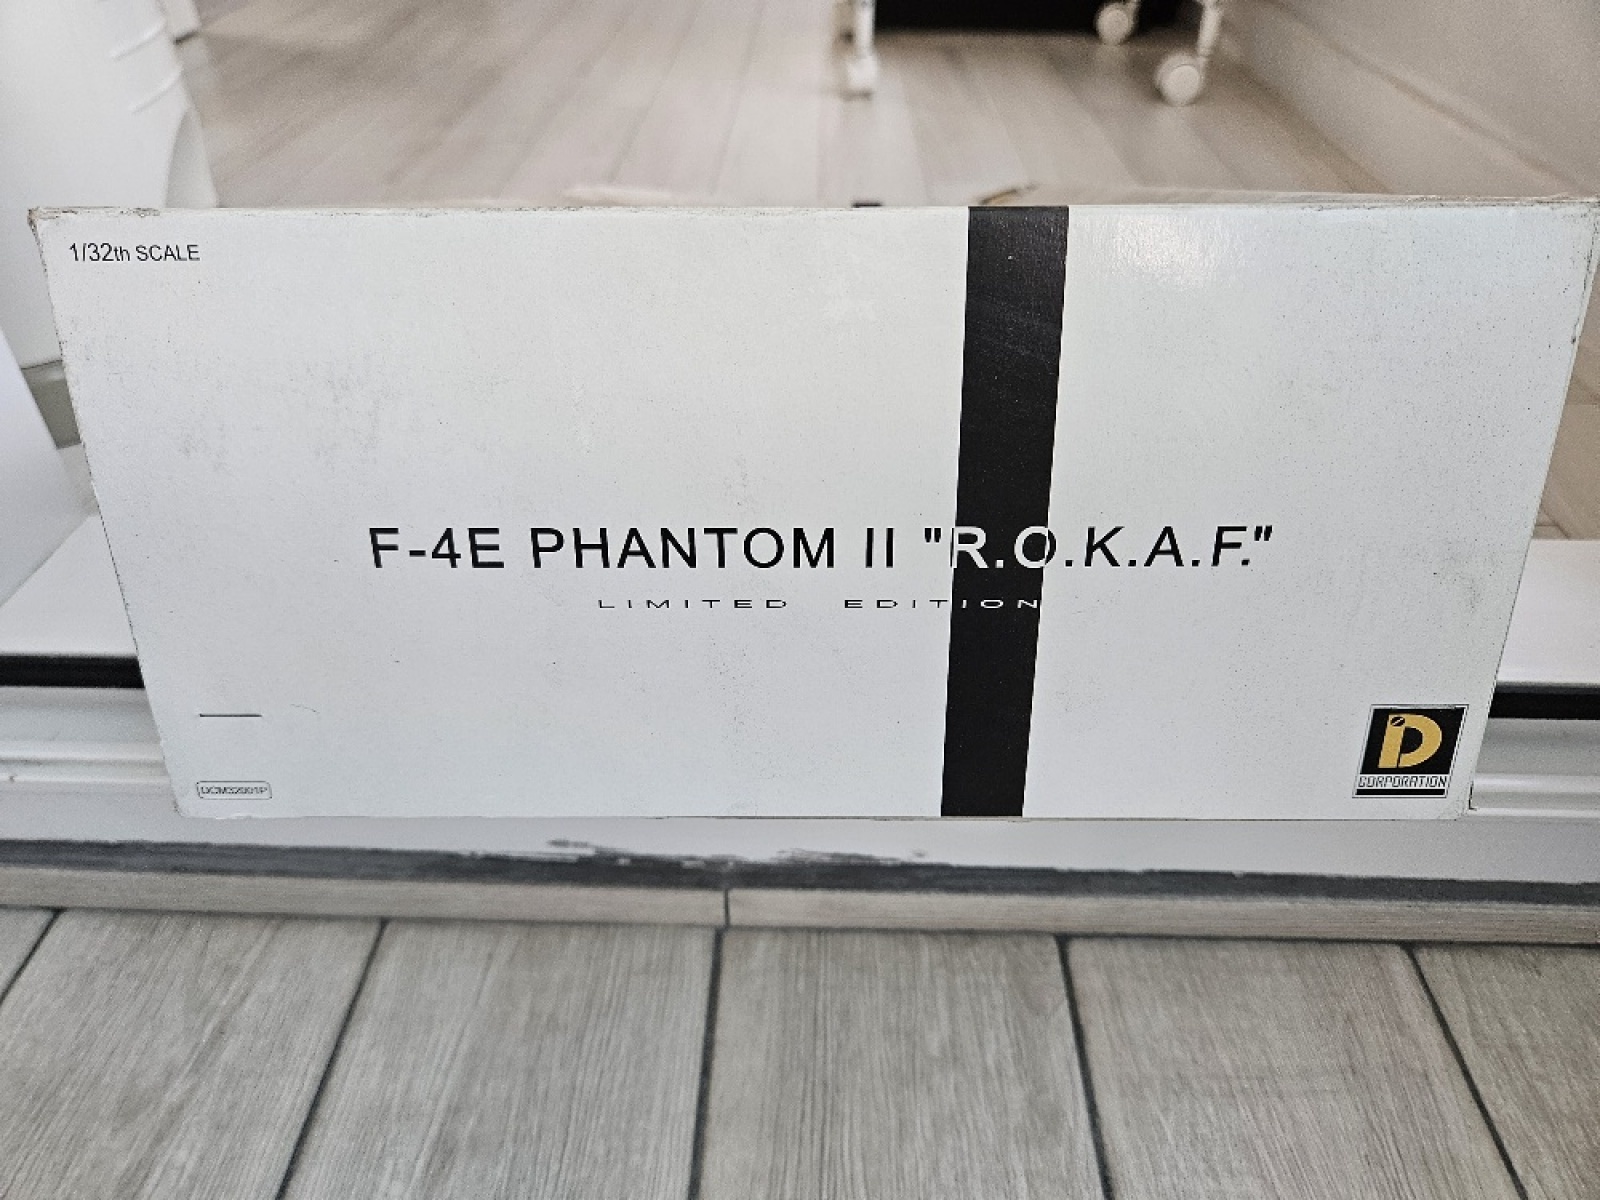 1/32th SCALE
F-4E PHANTOM II "R.O.K.A.F."
LIMITED EDITION
D
CORPORATION